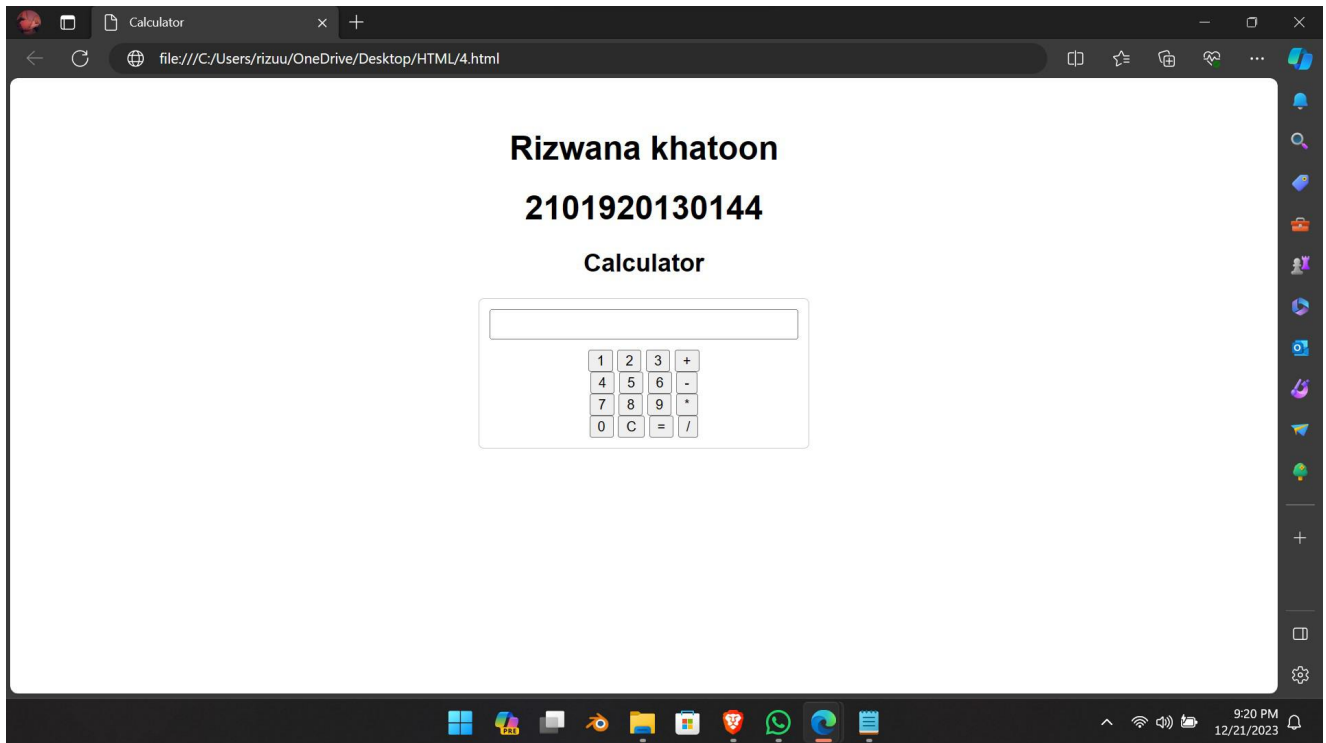 Calculator
file:///C:/Users/rizuu/OneDrive/Desktop/HTML/4.html
Rizwana khatoon
2101920130144
Calculator
1 2 3 +
4 5 6 -
7 8 9 *
0 C = /
PRE
9:20 PM
12/21/2023